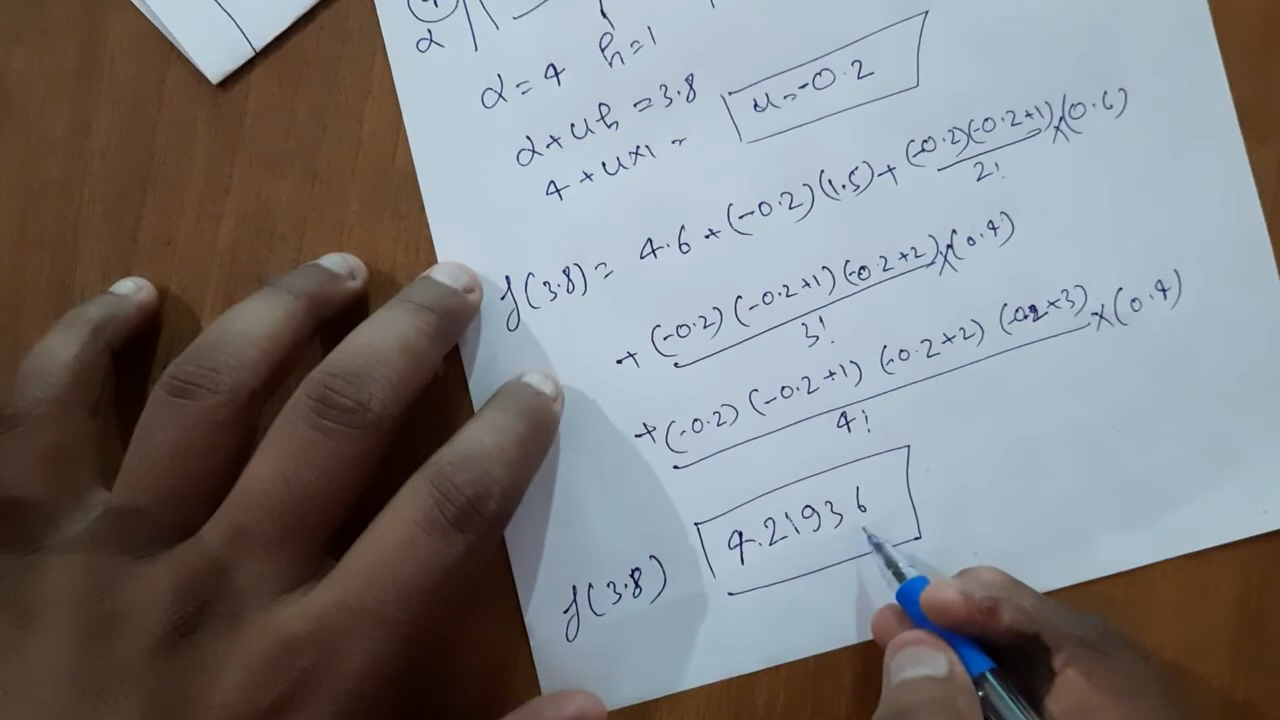 α
α = 4 h = 1
α + uh = 3.8
4 + u×1 =
u = -0.2
f(3.8) = 4.6 + (-0.2)(1.5) + (-0.2)(-0.2+1)/2! × (0.6)
+ (-0.2)(-0.2+1)(-0.2+2)/3! × (0.4)
+ (-0.2)(-0.2+1)(-0.2+2)(-0.2+3)/4! × (0.4)
f(3.8) 4.21936